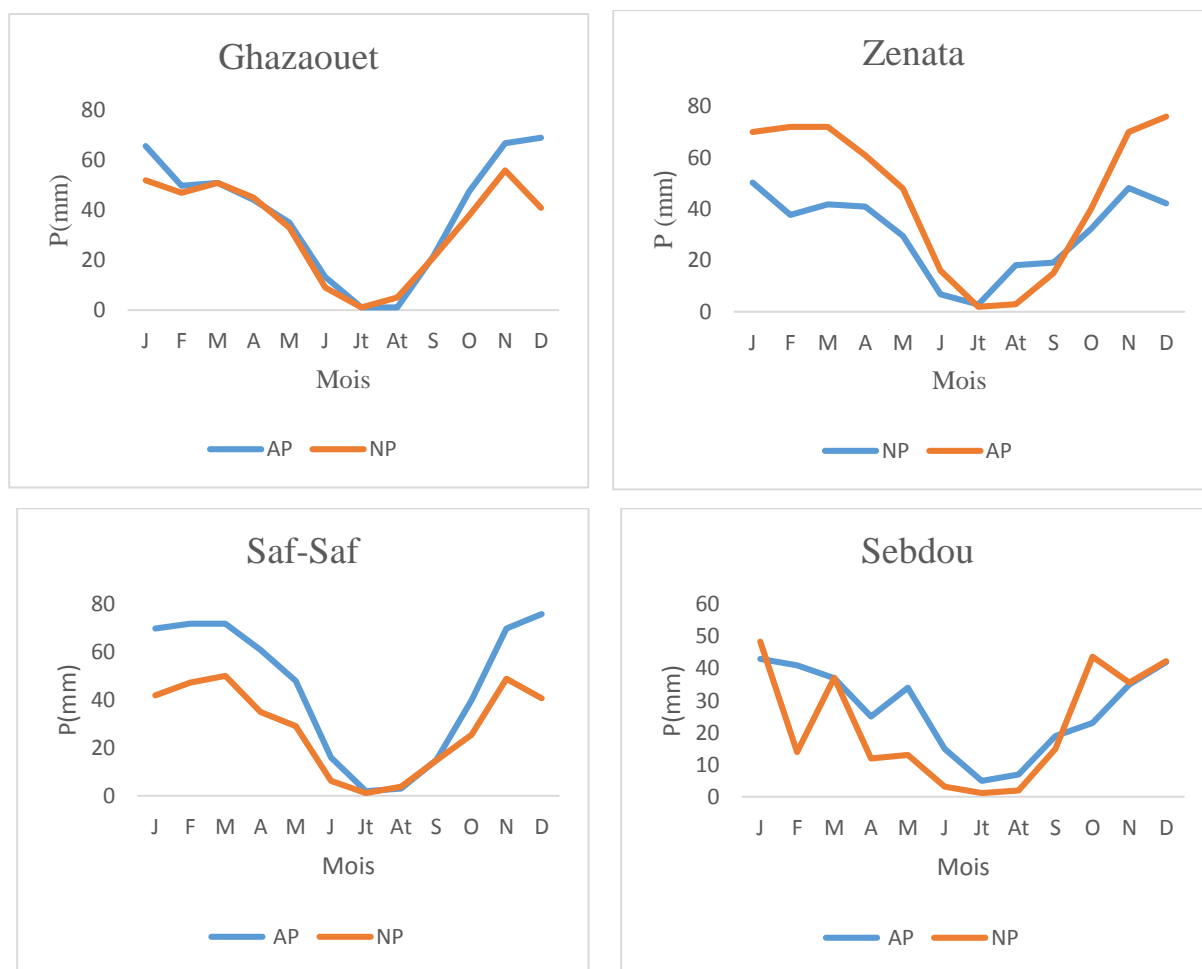 Ghazaouet
80
60
40
20
0
P(mm)
J F M A M J Jt At S O N D
Mois
AP NP
Zenata
80
60
40
20
0
P (mm)
J F M A M J Jt At S O N D
Mois
NP AP
Saf-Saf
80
60
40
20
0
P(mm)
J F M A M J Jt At S O N D
Mois
AP NP
Sebdou
60
50
40
30
20
10
0
P(mm)
J F M A M J Jt At S O N D
Mois
AP NP